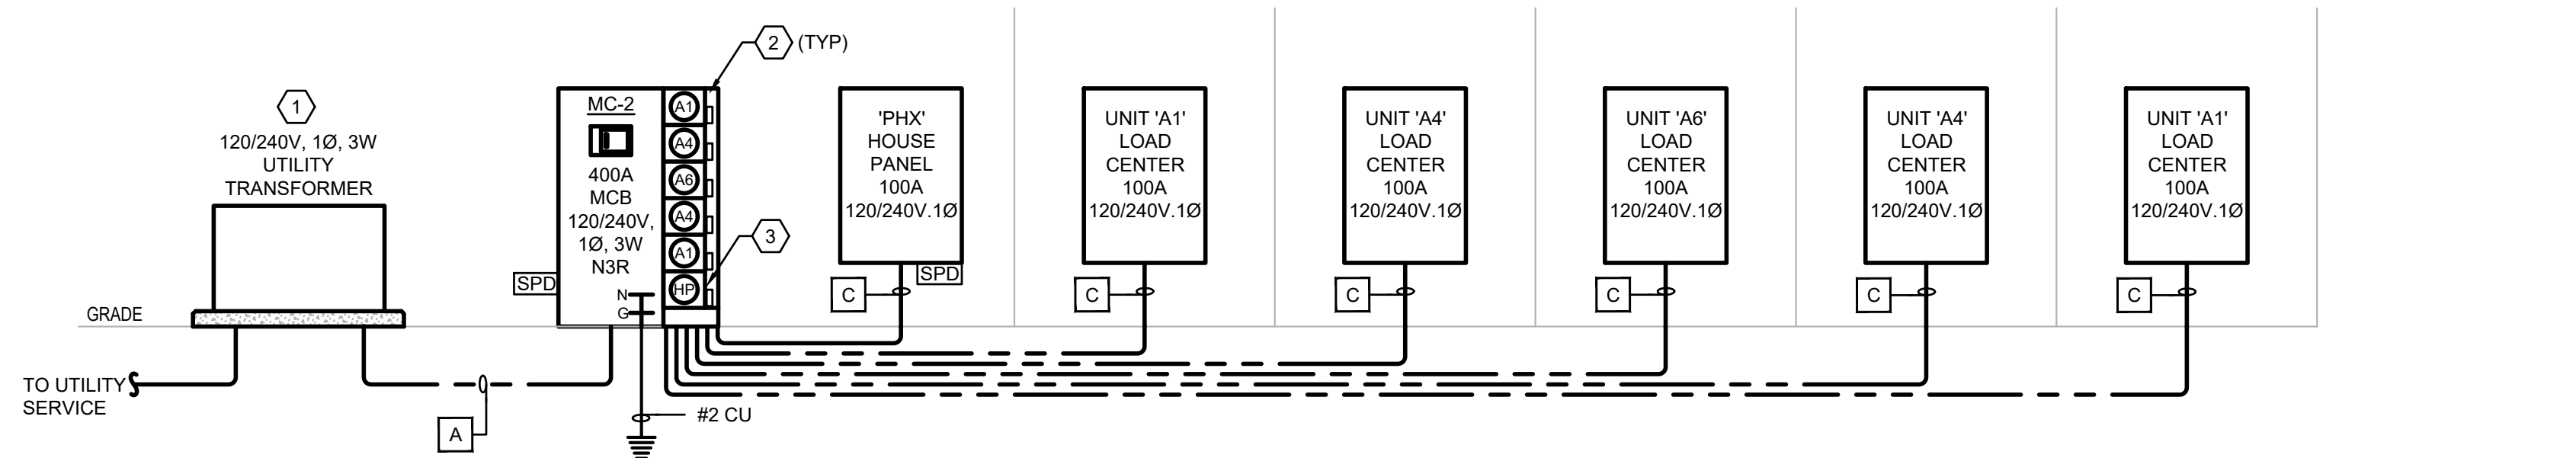 2 (TYP)
1
120/240V, 1Ø, 3W
UTILITY
TRANSFORMER
GRADE
TO UTILITY
SERVICE
A
MC-2
400A
MCB
120/240V,
1Ø, 3W
N3R
SPD
N
G
A1
A4
A6
A4
A1
HP
3
#2 CU
'PHX'
HOUSE
PANEL
100A
120/240V.1Ø
SPD
C
UNIT 'A1'
LOAD
CENTER
100A
120/240V.1Ø
C
UNIT 'A4'
LOAD
CENTER
100A
120/240V.1Ø
C
UNIT 'A6'
LOAD
CENTER
100A
120/240V.1Ø
C
UNIT 'A4'
LOAD
CENTER
100A
120/240V.1Ø
C
UNIT 'A1'
LOAD
CENTER
100A
120/240V.1Ø
C